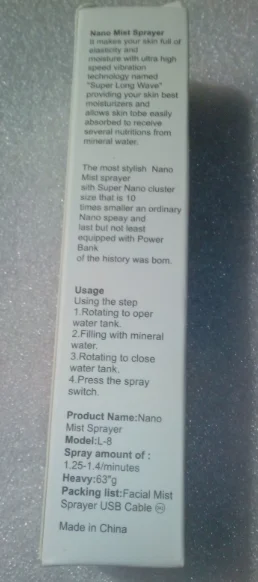 Nano Mist Sprayer
It makes your skin full of
elasticity and
moisture with ultra high
speed vibration
technology named
"Super Long Wave"
providing your skin best
moisturizers and
allows skin tobe easily
absorbed to receive
several nutritions from
mineral water.
The most stylish Nano
Mist sprayer
sith Super Nano cluster
size that is 10
times smaller an ordinary
Nano speay and
last but not least
equipped with Power
Bank
of the history was born.
Usage
Using the step
1.Rotating to oper
water tank.
2.Filling with mineral
water.
3.Rotating to close
water tank.
4.Press the spray
switch.
Product Name:Nano
Mist Sprayer
Model:L-8
Spray amount of :
1.25-1.4/minutes
Heavy:63"g
Packing list:Facial Mist
Sprayer USB Cable
Made in China